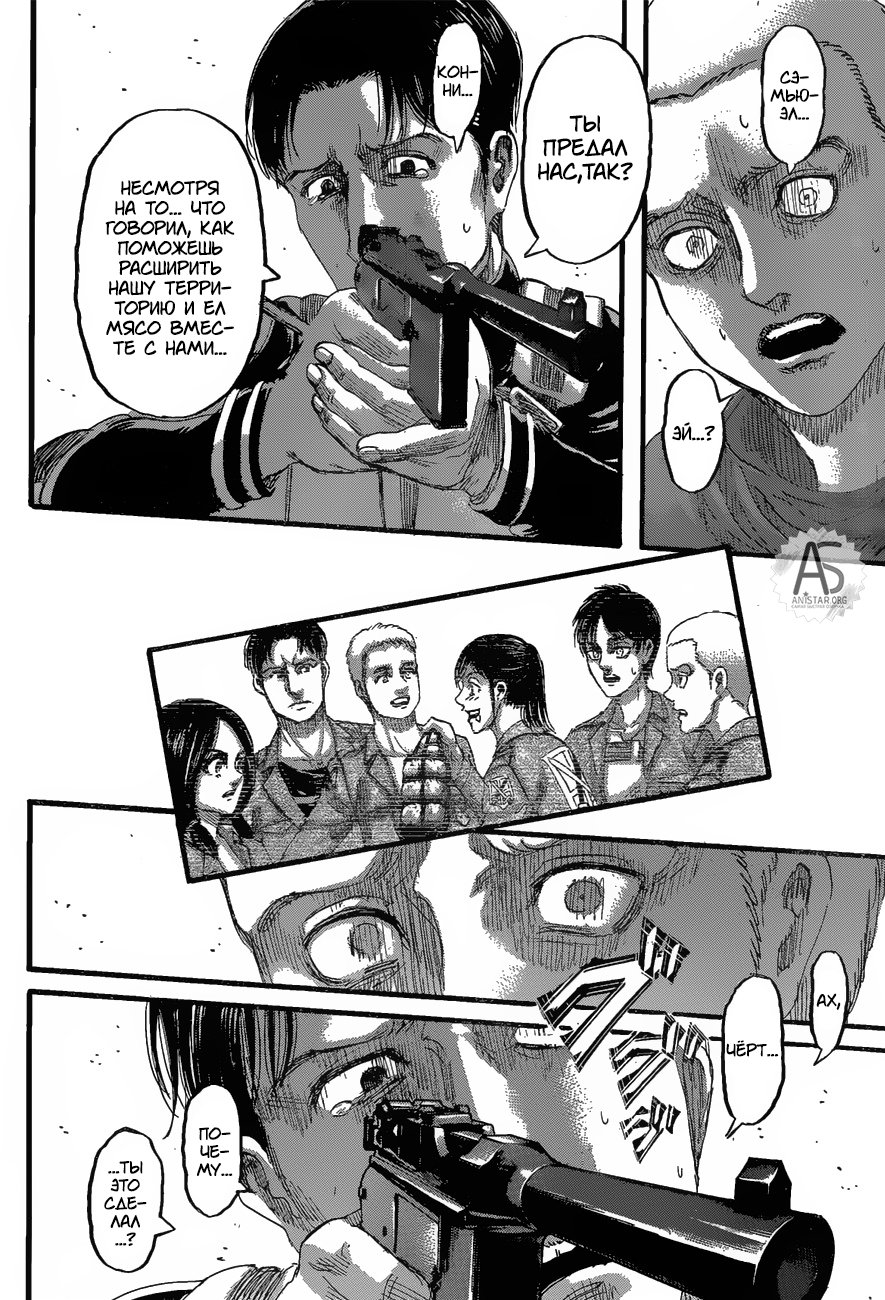 СЭ-
МЬЮ-
ЭЛ...
ЭЙ...?
КОН-
НИ...
ТЫ
ПРЕДАЛ
НАС,ТАК?
НЕСМОТРЯ
НА ТО... ЧТО
ГОВОРИЛ, КАК
ПОМОЖЕШЬ
РАСШИРИТЬ
НАШУ ТЕРРИ-
ТОРИЮ И ЕЛ
МЯСО ВМЕС-
ТЕ С НАМИ...
AS
ANISTAR.ORG
АХ,
ЧЁРТ...
ПО-
ЧЕ-
МУ...
...ТЫ
ЭТО
СДЕ-
ЛАЛ
...?